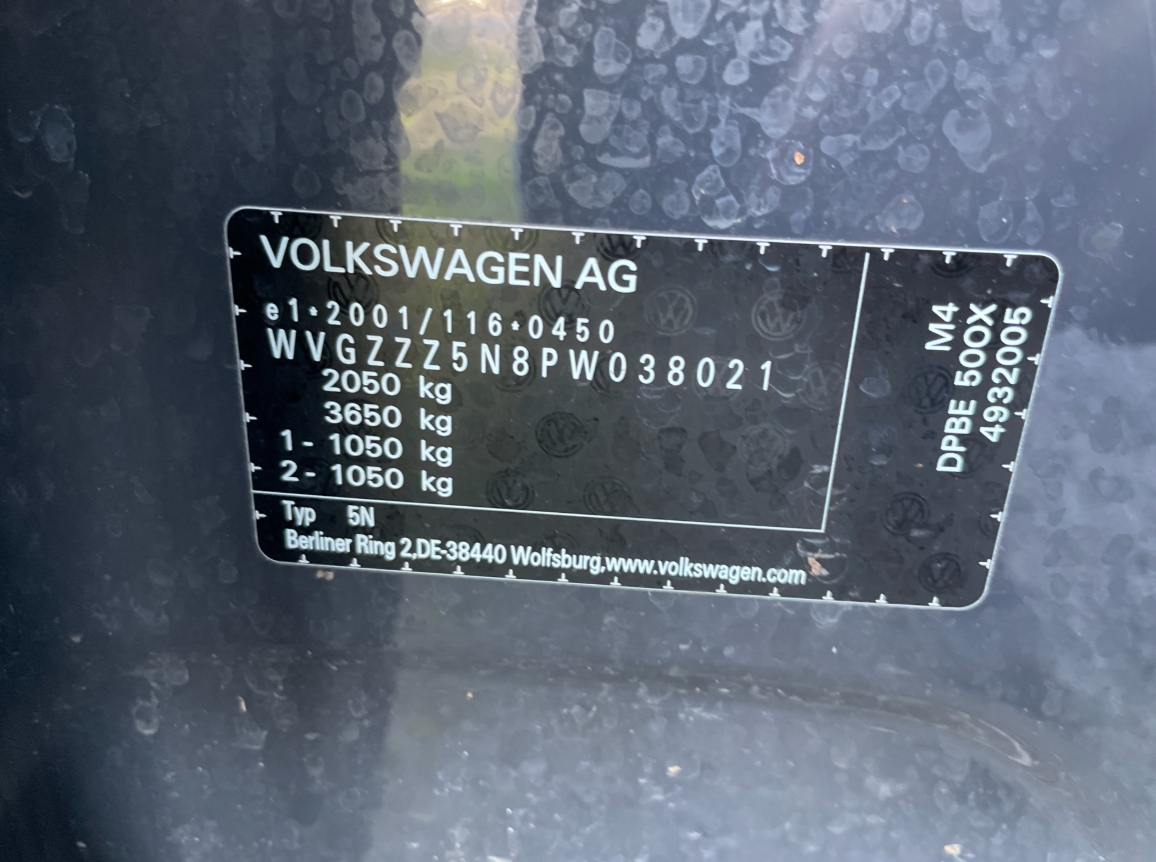 VOLKSWAGEN AG
e1*2001/116*0450
WVGZZZ5N8PW038021
2050 kg
3650 kg
1- 1050 kg
2- 1050 kg
Typ 5N
Berliner Ring 2,DE-38440 Wolfsburg,www.volkswagen.com
M4
DPBE 500X
4932005